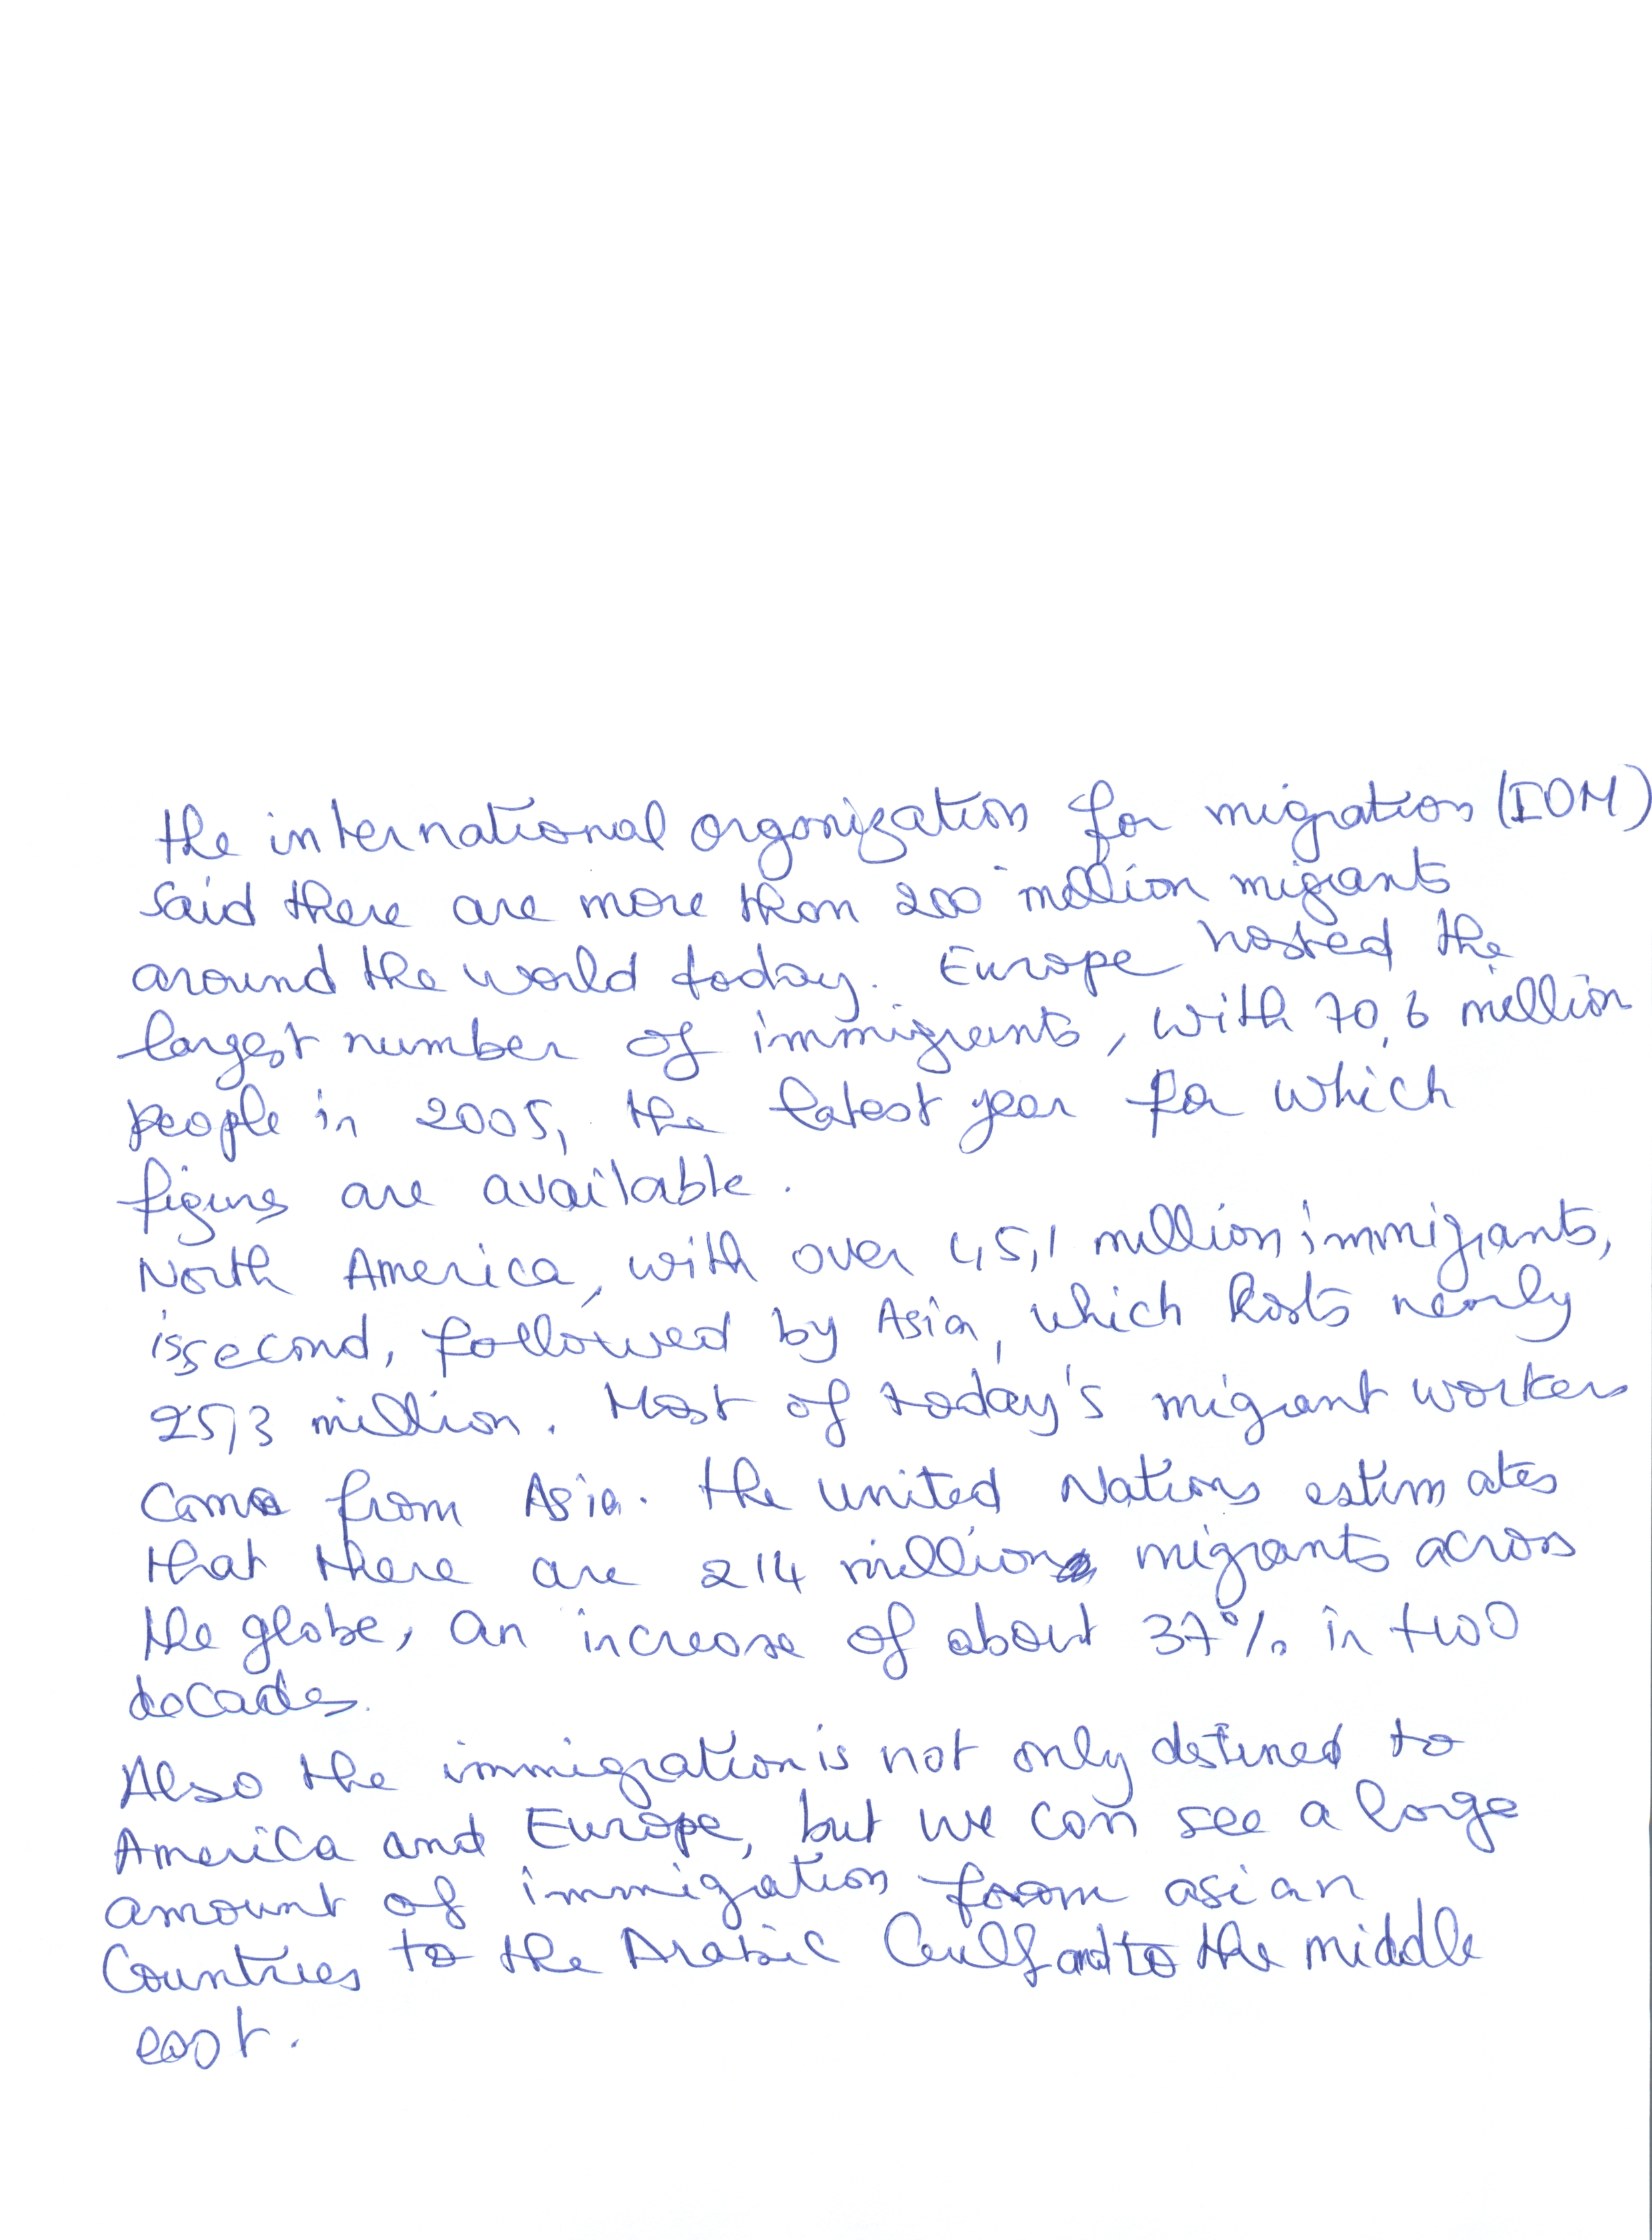 the international organization for migration (IOM)
said there are more than 200 million migrants
around the world today. Europe hosted the
largest number of immigrants, with 70,6 million
people in 2005, the latest year for which
figures are available.
North America, with over 45,1 million immigrants,
is second, followed by Asia, which hosts nearly
25,3 million. Most of today's migrant workers
come from Asia. the united Nations estimates
that there are 214 million migrants across
the globe, an increase of about 37% in two
decades.
Also the immigration is not only destined to
America and Europe, but we can see a large
amount of immigration from asian
Countries to the Arabic Gulf and to the middle
east.